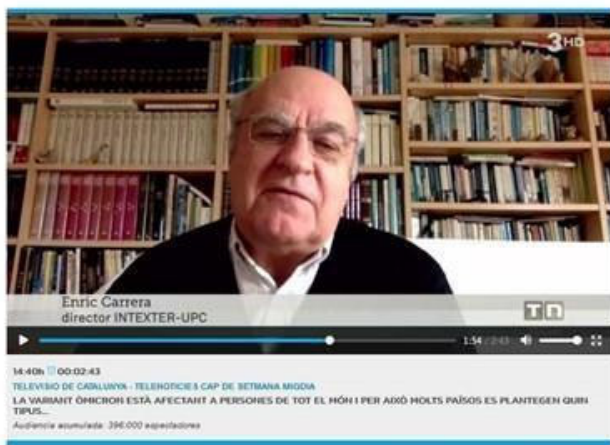 3HD
Enric Carrera
director INTEXTER-UPC
TN
1:54 / 2:43
14:40h 00:02:43
TELEVISIO DE CATALUNYA - TELENOTICIES CAP DE SETMANA MIGDIA
LA VARIANT ÒMICRON ESTÀ AFECTANT A PERSONES DE TOT EL MÓN I PER AIXÒ MOLTS PAÏSOS ES PLANTEGEN QUIN
TIPUS...
Audiencia acumulada: 396.000 espectadores